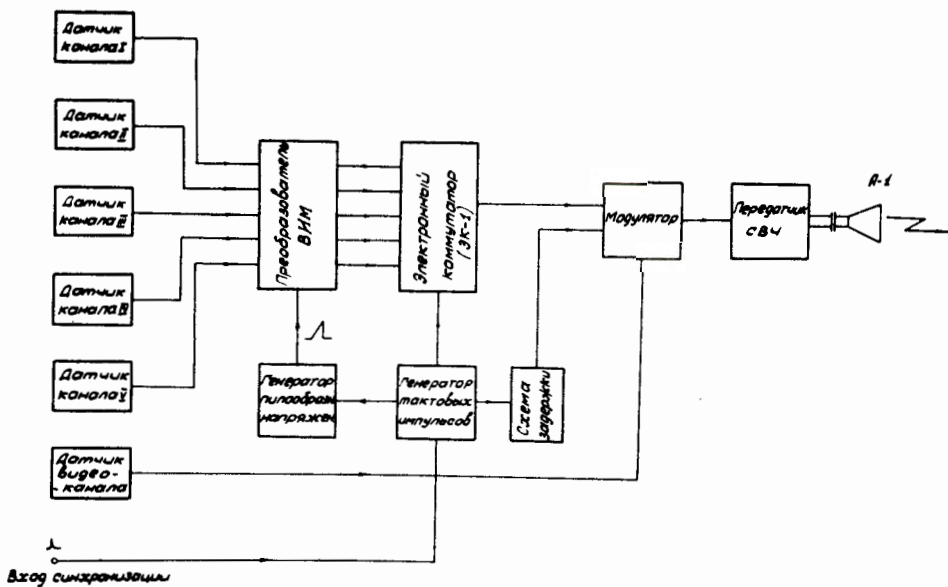 Датчик
канала I
Датчик
канала II
Датчик
канала III
Датчик
канала IV
Датчик
канала V
Датчик
видео-
-канала
Вход синхронизации
Преобразователь
ВИМ
Электронный
коммутатор
(ЭК-1)
Генератор
пилообразн
напряжен
Генератор
тактовых
импульсов
Схема
задержки
Модулятор
Передатчик
СВЧ
А-1